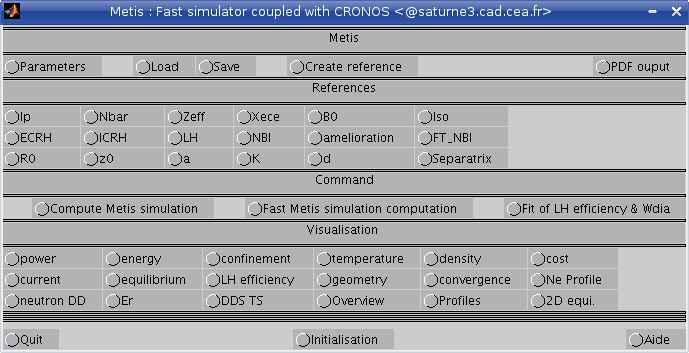 Metis : Fast simulator coupled with CRONOS <@saturne3.cad.cea.fr>
Metis
Parameters Load Save Create reference PDF ouput
References
Ip Nbar Zeff Xece B0 Iso
ECRH ICRH LH NBI amelioration FT_NBI
R0 z0 a K d Separatrix
Command
Compute Metis simulation Fast Metis simulation computation Fit of LH efficiency & Wdia
Visualisation
power energy confinement temperature density cost
current equilibrium LH efficiency geometry convergence Ne Profile
neutron DD Er DDS TS Overview Profiles 2D equi.
Quit Initialisation Aide